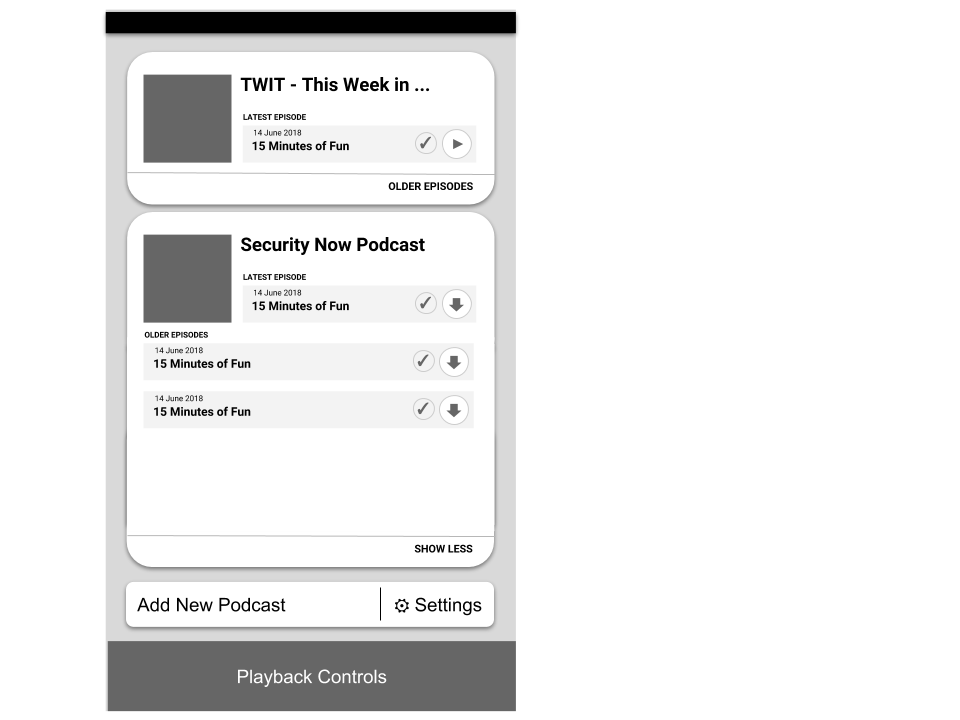 TWIT - This Week in ...
LATEST EPISODE
14 June 2018
15 Minutes of Fun
OLDER EPISODES
Security Now Podcast
LATEST EPISODE
14 June 2018
15 Minutes of Fun
OLDER EPISODES
14 June 2018
15 Minutes of Fun
14 June 2018
15 Minutes of Fun
SHOW LESS
Add New Podcast
Settings
Playback Controls